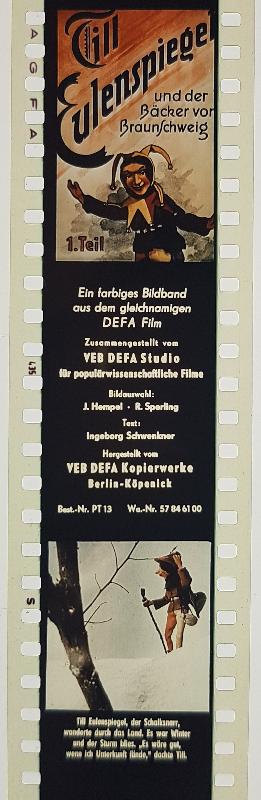 Till
Eulenspiegel
und der
Bäcker von
Braunschweig
1.Teil
Ein farbiges Bildband
aus dem gleichnamigen
DEFA Film
Zusammengestellt vom
VEB DEFA Studio
für populärwissenschaftliche Filme
Bildauswahl:
J. Hempel · R. Sperling
Text:
Ingeborg Schwenkner
Hergestellt vom
VEB DEFA Kopierwerke
Berlin-Köpenick
Best.-Nr. PT 13 Wa.-Nr. 57 84 61 00
Till Eulenspiegel, der Schalksnarr,
wanderte durch das Land. Es war Winter
und der Sturm blies. „Es wäre gut,
wenn ich Unterkunft fände,“ dachte Till.
AGFA
435
S